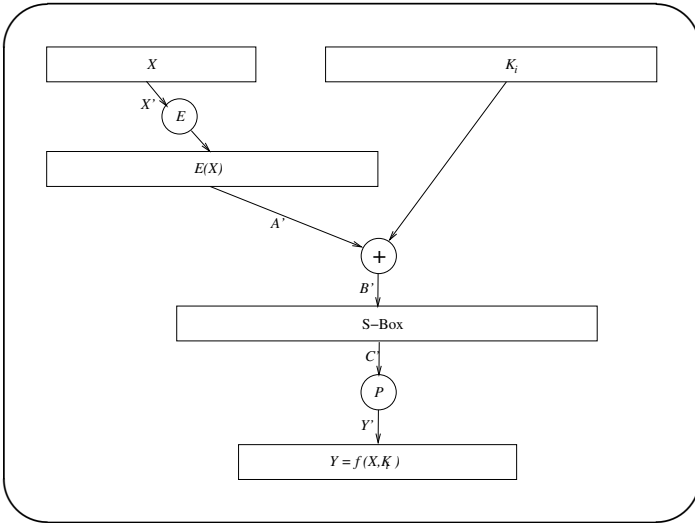 X
K_i
X'
E
E(X)
A'
+
B'
S-Box
C'
P
Y'
Y = f(X,K_i)